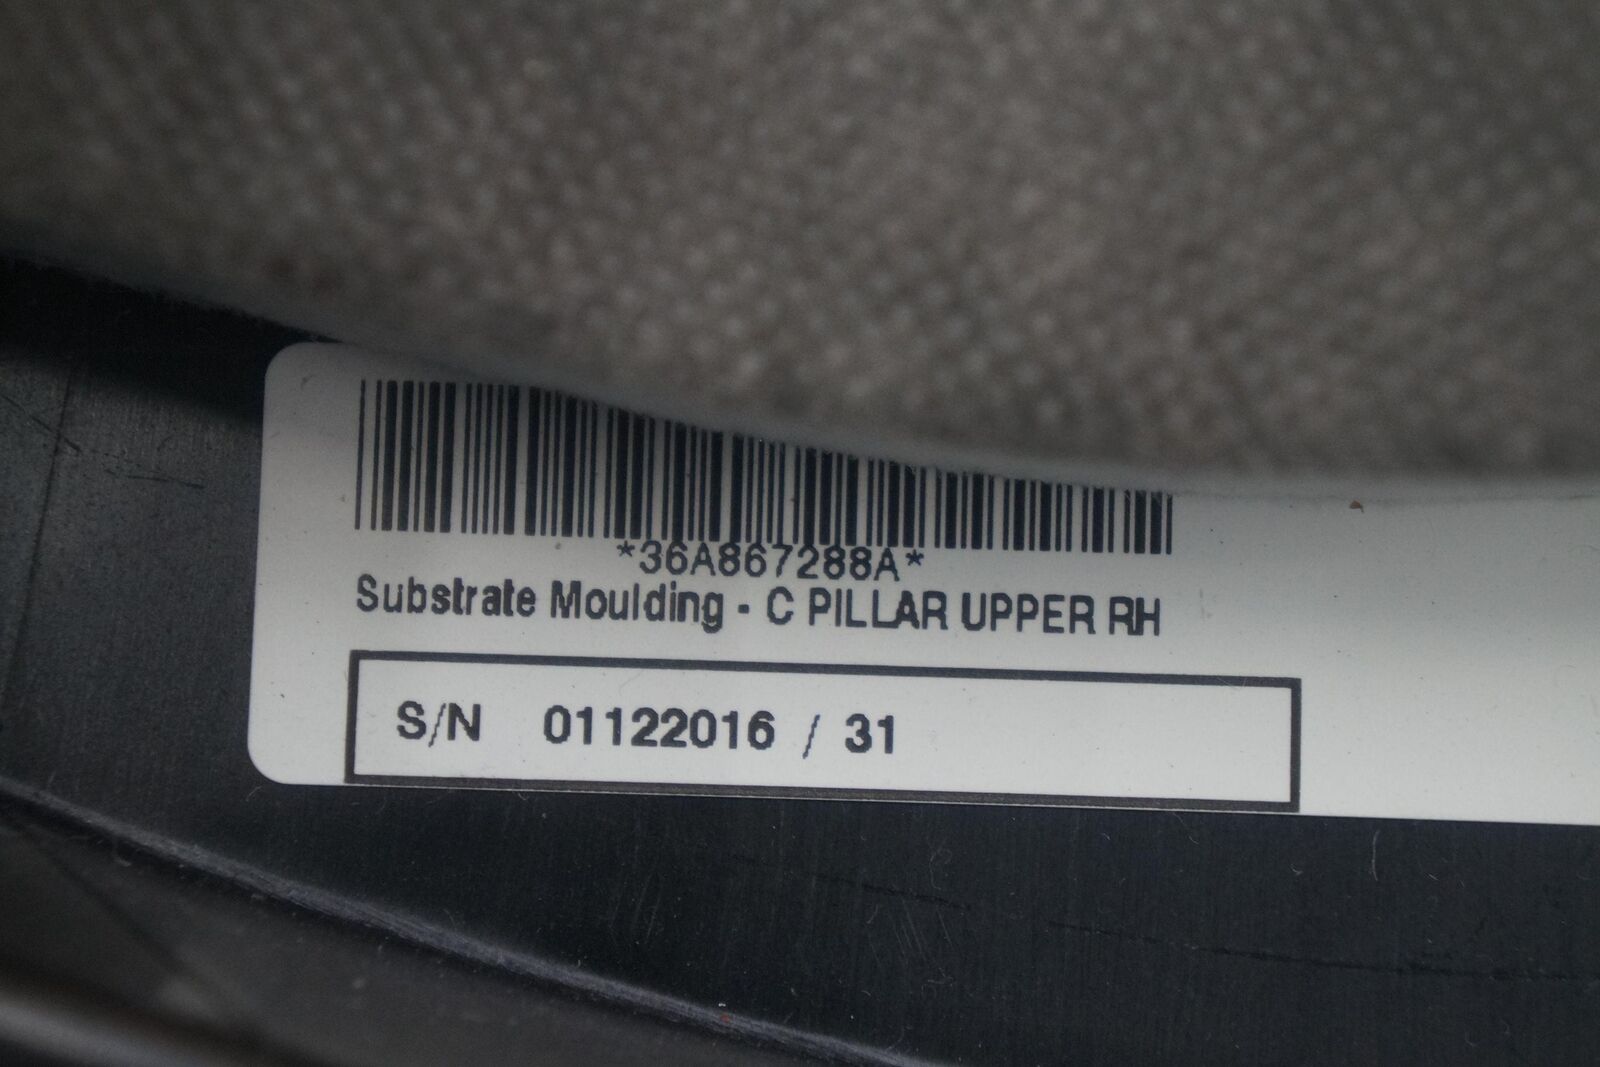 *36A867288A*
Substrate Moulding - C PILLAR UPPER RH
S/N 01122016 / 31